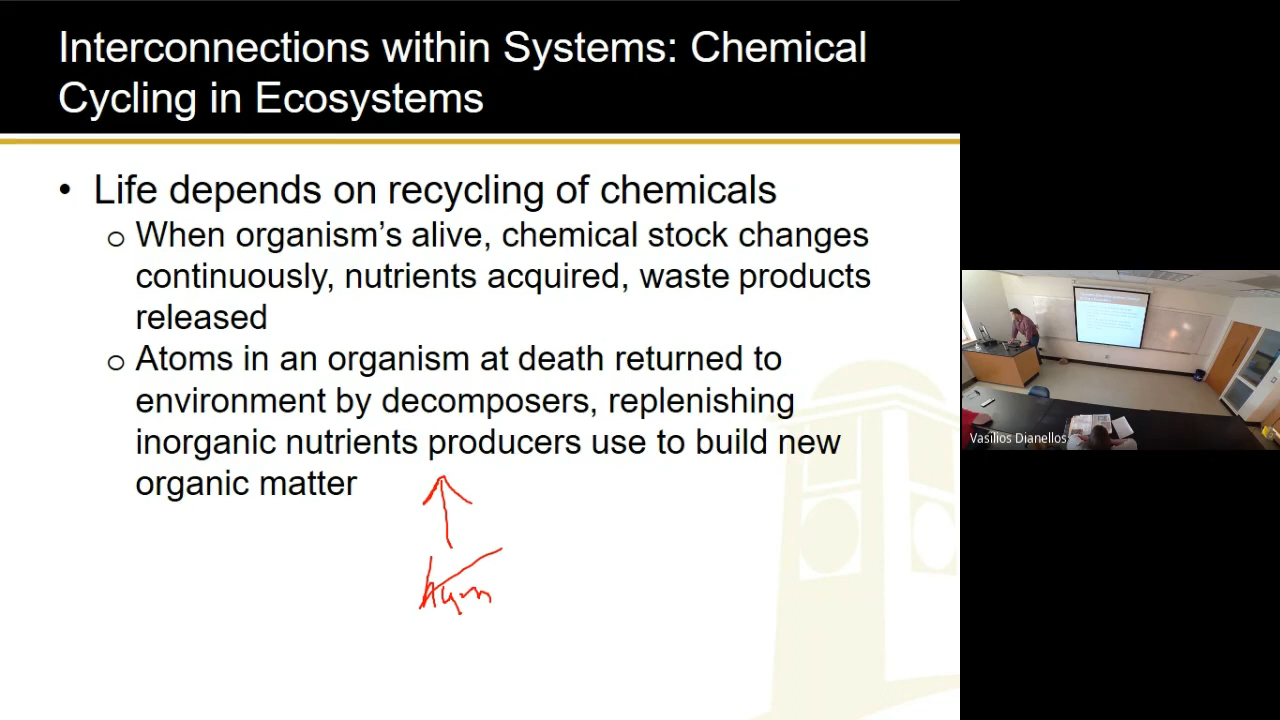 Interconnections within Systems: Chemical
Cycling in Ecosystems
• Life depends on recycling of chemicals
o When organism's alive, chemical stock changes
continuously, nutrients acquired, waste products
released
o Atoms in an organism at death returned to
environment by decomposers, replenishing
inorganic nutrients producers use to build new
organic matter
Vasilios Dianellos